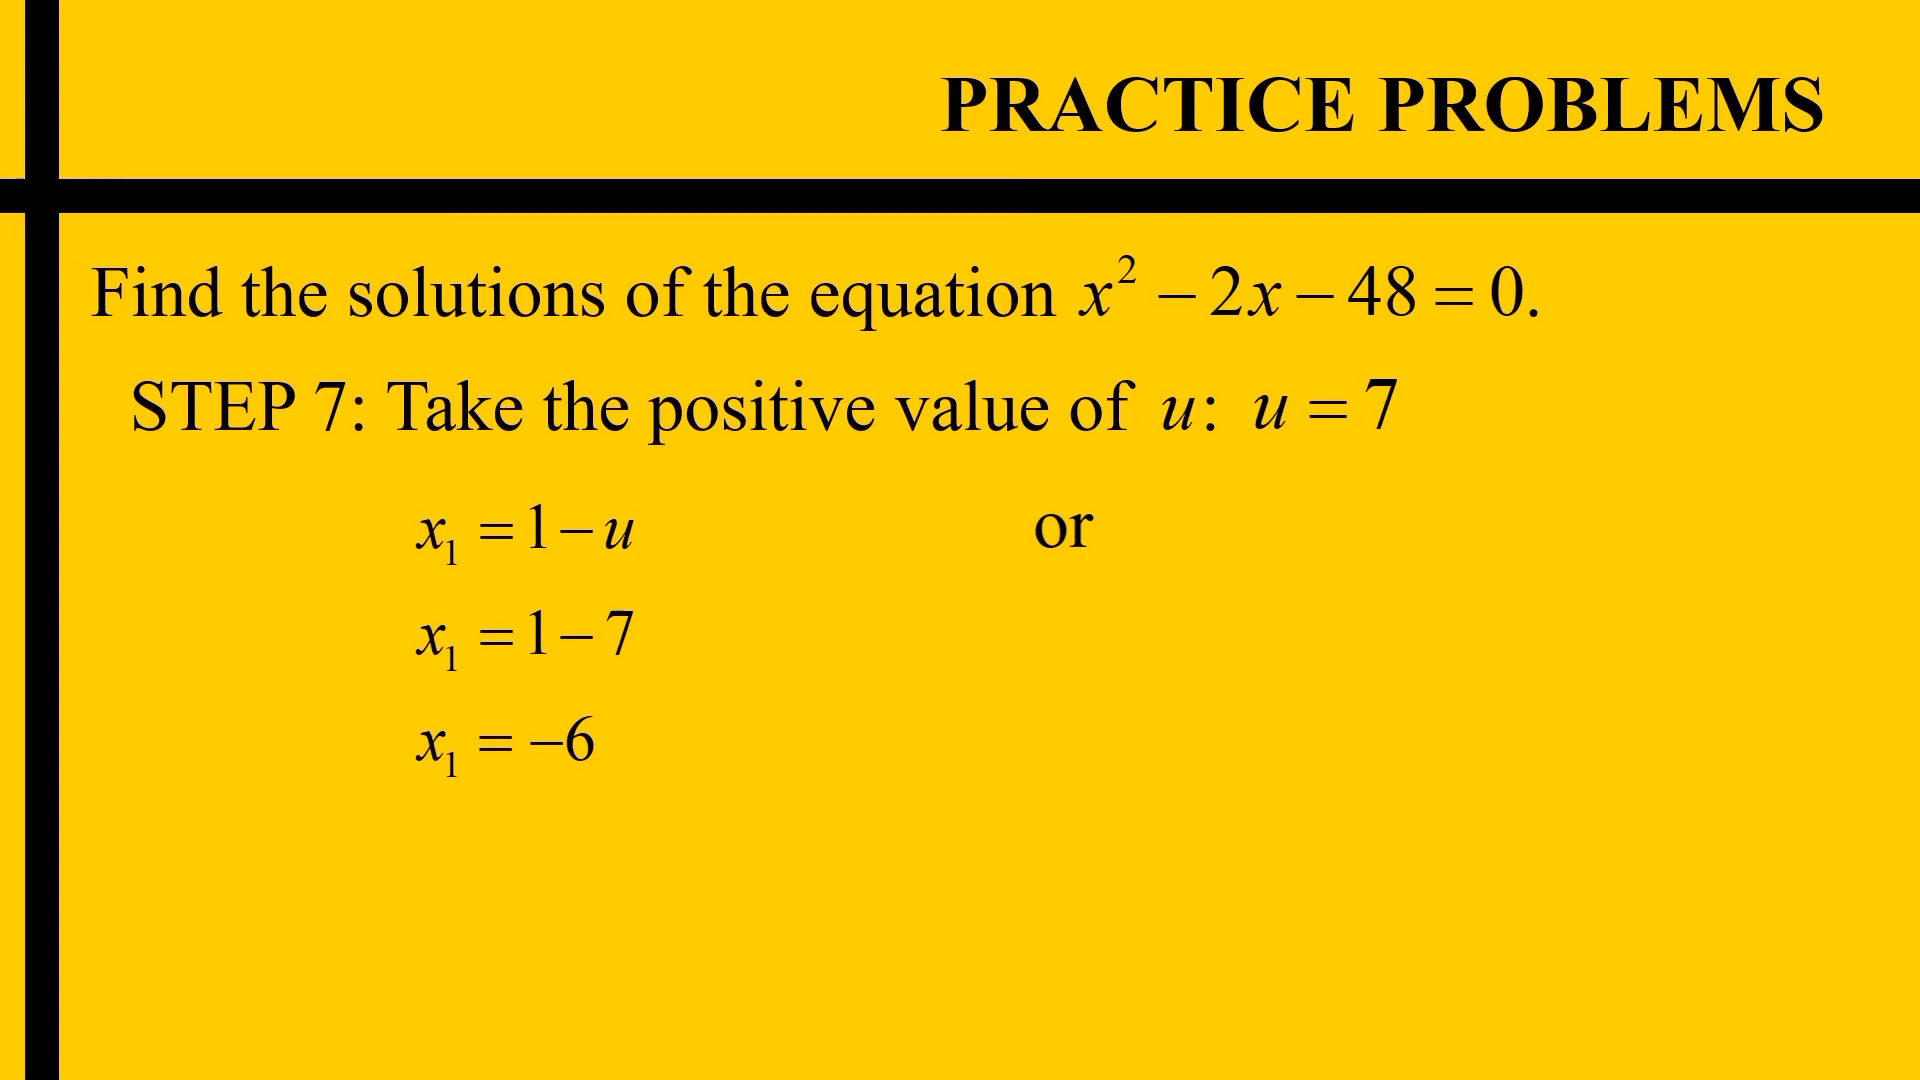 PRACTICE PROBLEMS
Find the solutions of the equation x² − 2x − 48 = 0.
STEP 7: Take the positive value of u: u = 7
x₁ = 1 − u or
x₁ = 1 − 7
x₁ = −6